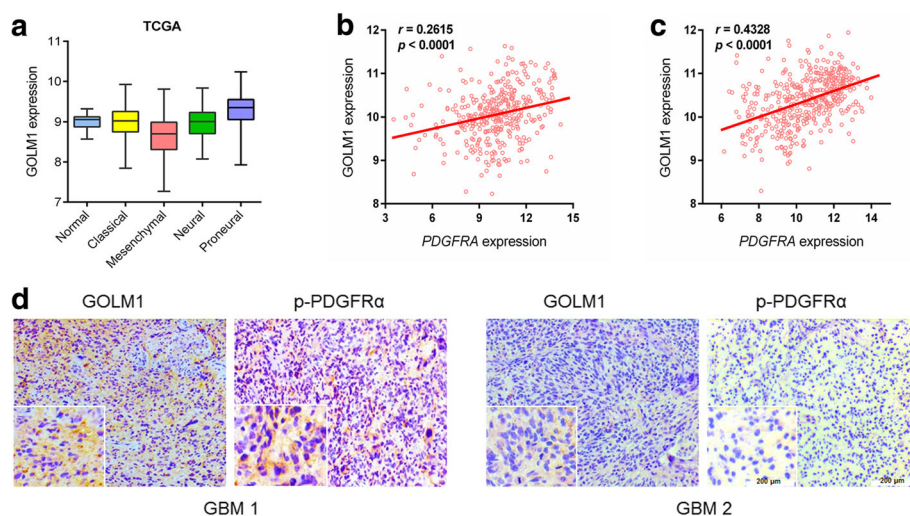 a
TCGA
GOLM1 expression
11
10
9
8
7
Normal
Classical
Mesenchymal
Neural
Proneural
b
r = 0.2615
p < 0.0001
GOLM1 expression
12
11
10
9
8
3
6
9
12
15
PDGFRA expression
c
r = 0.4328
p < 0.0001
GOLM1 expression
12
11
10
9
8
6
8
10
12
14
PDGFRA expression
d
GOLM1
p-PDGFRα
GOLM1
p-PDGFRα
200 μm
200 μm
GBM 1
GBM 2